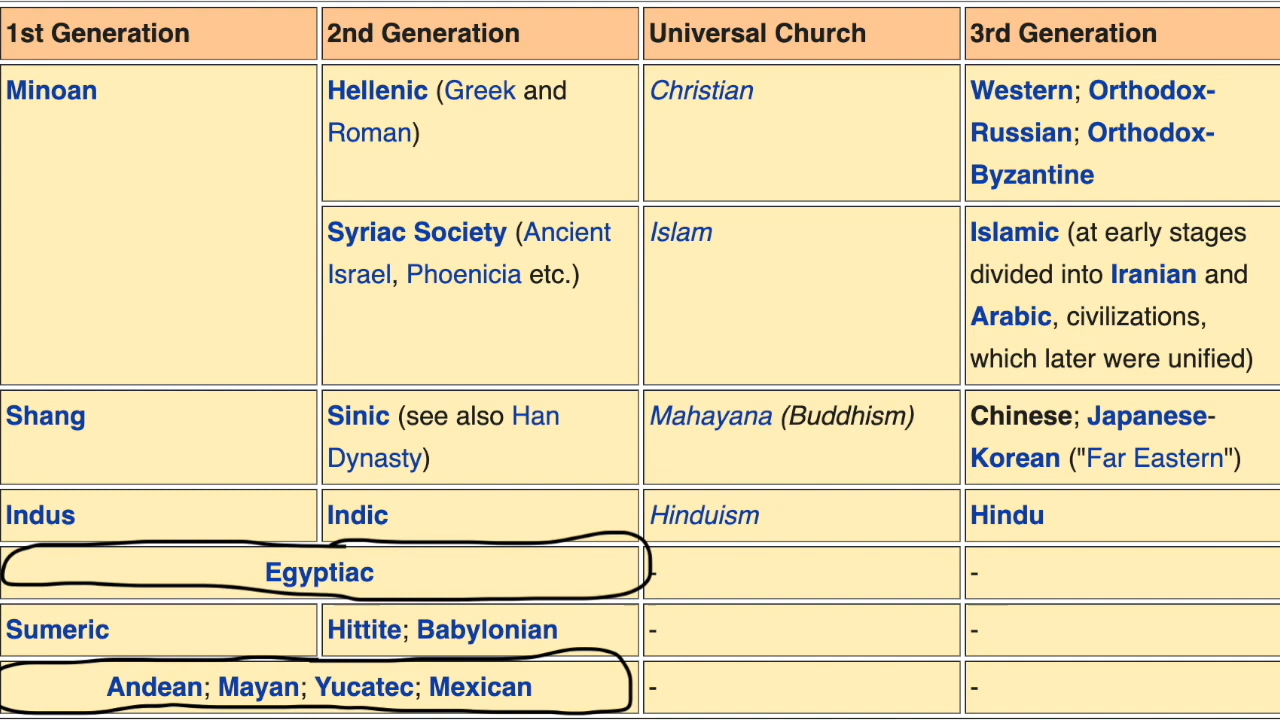 1st Generation 2nd Generation Universal Church 3rd Generation
Minoan Hellenic (Greek and Christian Western; Orthodox-
Roman) Russian; Orthodox-
Byzantine
Syriac Society (Ancient Islam Islamic (at early stages
Israel, Phoenicia etc.) divided into Iranian and
Arabic, civilizations,
which later were unified)
Shang Sinic (see also Han Mahayana (Buddhism) Chinese; Japanese-
Dynasty) Korean ("Far Eastern")
Indus Indic Hinduism Hindu
Egyptiac - -
Sumeric Hittite; Babylonian - -
Andean; Mayan; Yucatec; Mexican - -